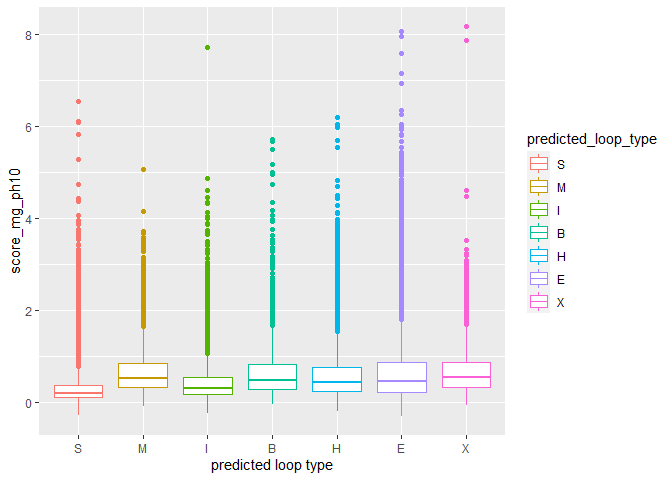 8
6
4
2
0
score_mg_ph10
S M I B H E X
predicted loop type
predicted_loop_type
S
M
I
B
H
E
X